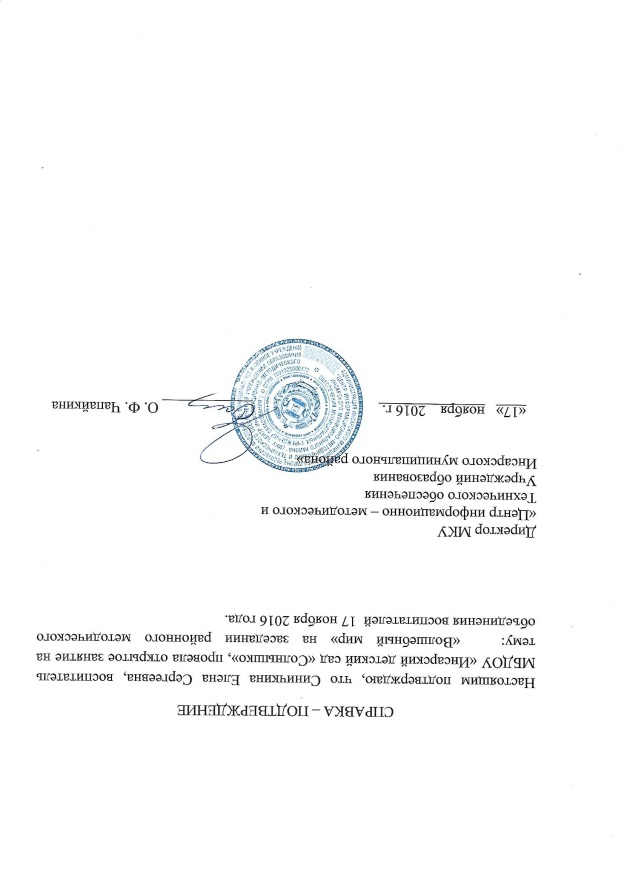 СПРАВКА – ПОДТВЕРЖДЕНИЕ
Настоящим подтверждаю, что Синичкина Елена Сергеевна, воспитатель
МБДОУ «Инсарский детский сад «Солнышко», провела открытое занятие на
тему: «Волшебный мир» на заседании районного методического
объединения воспитателей 17 ноября 2016 года.
Директор МКУ
«Центр информационно – методического и
Технического обеспечения
Учреждений образования
Инсарского муниципального района»
«17» ноября 2016 г. О. Ф. Чапайкина